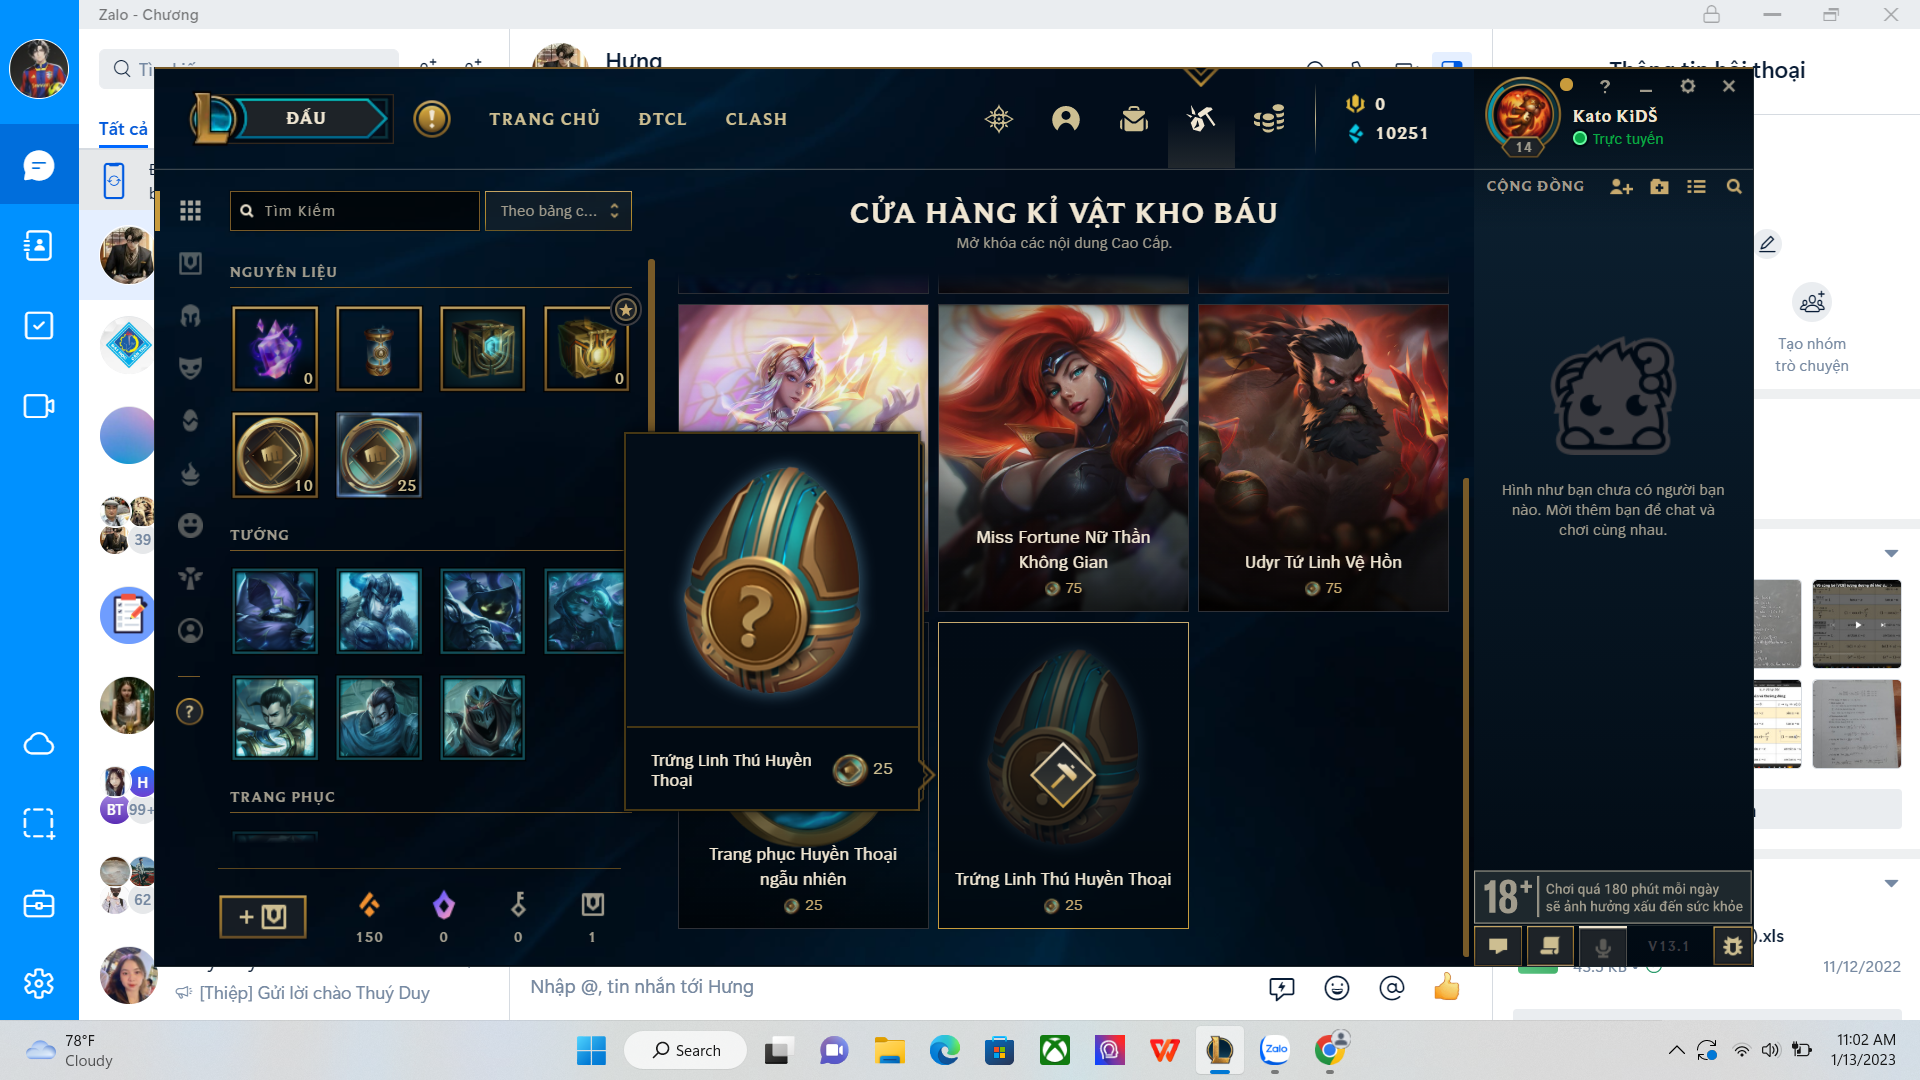 Zalo - Chương
Tất cả
Hưng
ĐẤU
TRANG CHỦ
ĐTCL
CLASH
0
10251
14
Kato KiDŠ
Trực tuyến
CỘNG ĐỒNG
Tìm Kiếm
Theo bảng c...
CỬA HÀNG KỈ VẬT KHO BÁU
Mở khóa các nội dung Cao Cấp.
NGUYÊN LIỆU
0
0
10
25
TƯỚNG
TRANG PHỤC
39
H
BT
99+
62
Trứng Linh Thú Huyền
Thoại
25
Miss Fortune Nữ Thần
Không Gian
75
Udyr Tứ Linh Vệ Hồn
75
Trang phục Huyền Thoại
ngẫu nhiên
25
Trứng Linh Thú Huyền Thoại
25
150
0
0
1
Hình như bạn chưa có người bạn
nào. Mời thêm bạn để chat và
chơi cùng nhau.
18+
Chơi quá 180 phút mỗi ngày
sẽ ảnh hưởng xấu đến sức khỏe
V13.1
Tạo nhóm
trò chuyện
).xls
11/12/2022
[Thiệp] Gửi lời chào Thuý Duy
Nhập @, tin nhắn tới Hưng
78°F
Cloudy
Search
Zalo
11:02 AM
1/13/2023